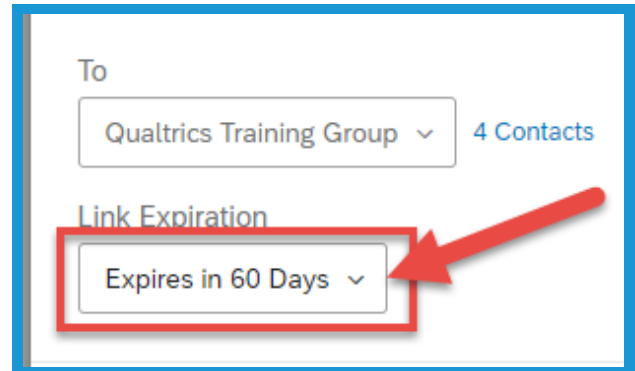 To
Qualtrics Training Group
4 Contacts
Link Expiration
Expires in 60 Days